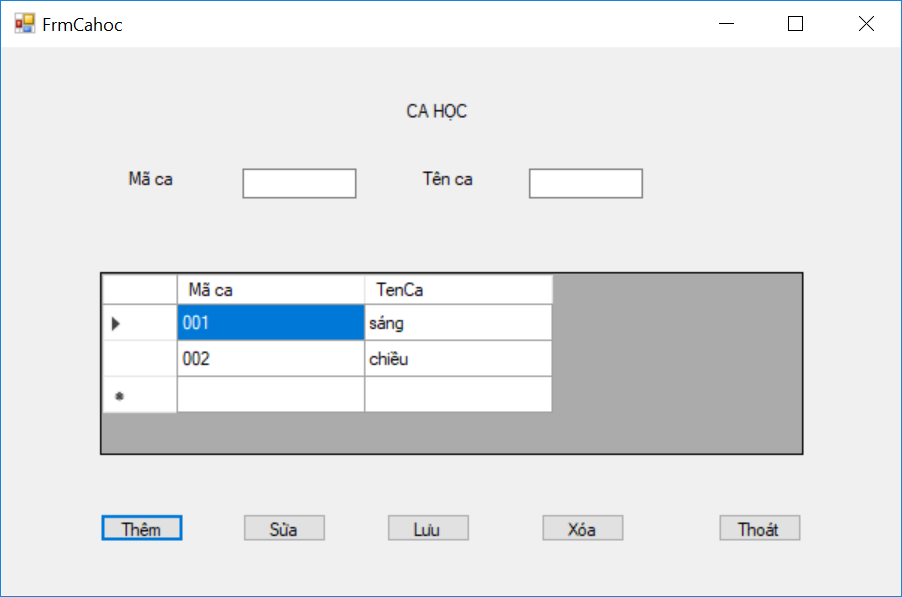 FrmCahoc
CA HỌC
Mã ca Tên ca
Mã ca TenCa
001 sáng
002 chiều
Thêm Sửa Lưu Xóa Thoát